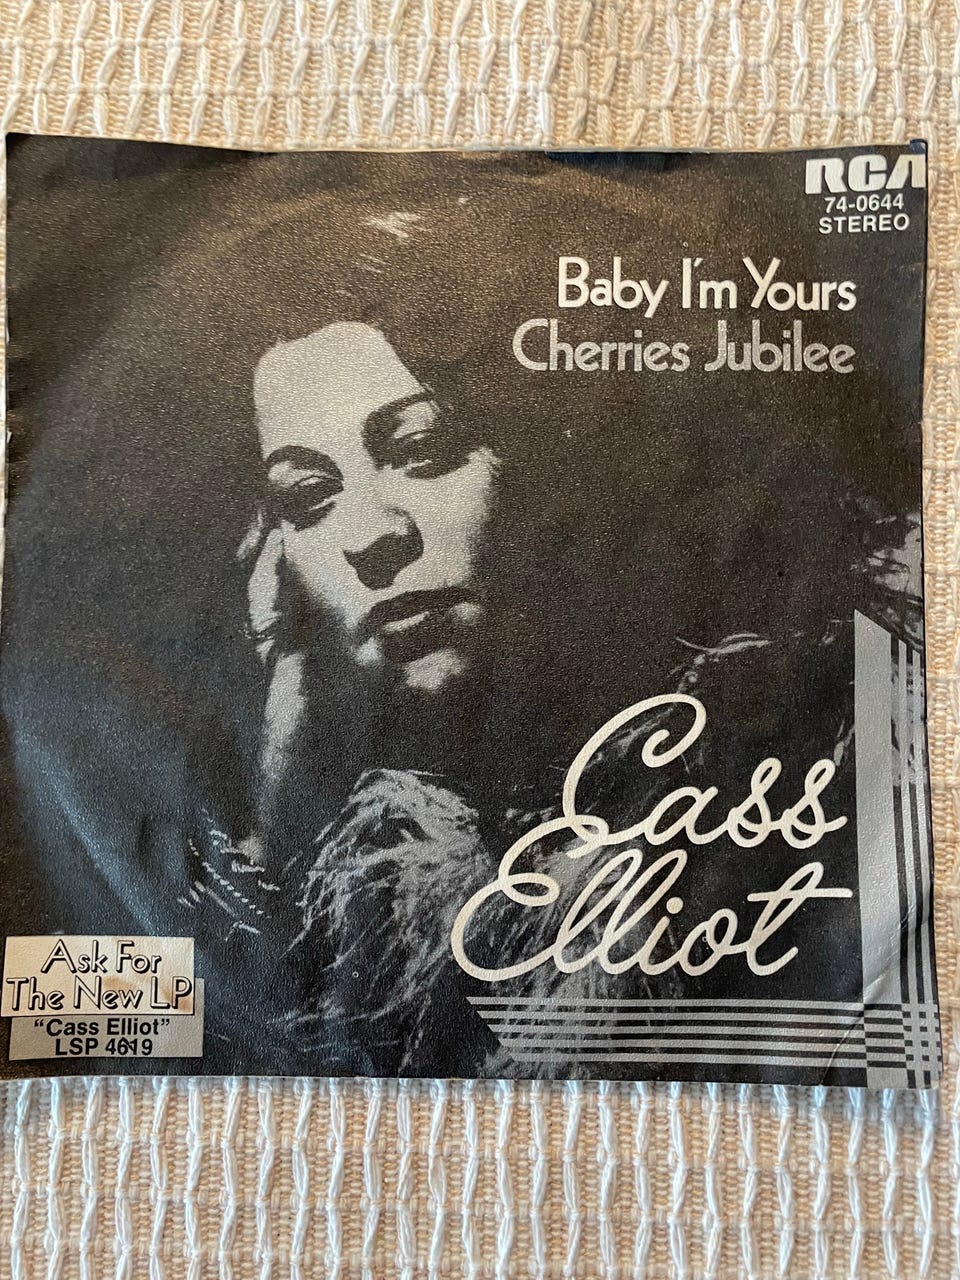 RCA
74-0644
STEREO
Baby I'm Yours
Cherries Jubilee
Cass
Elliot
Ask For
The New LP
"Cass Elliot"
LSP 4619